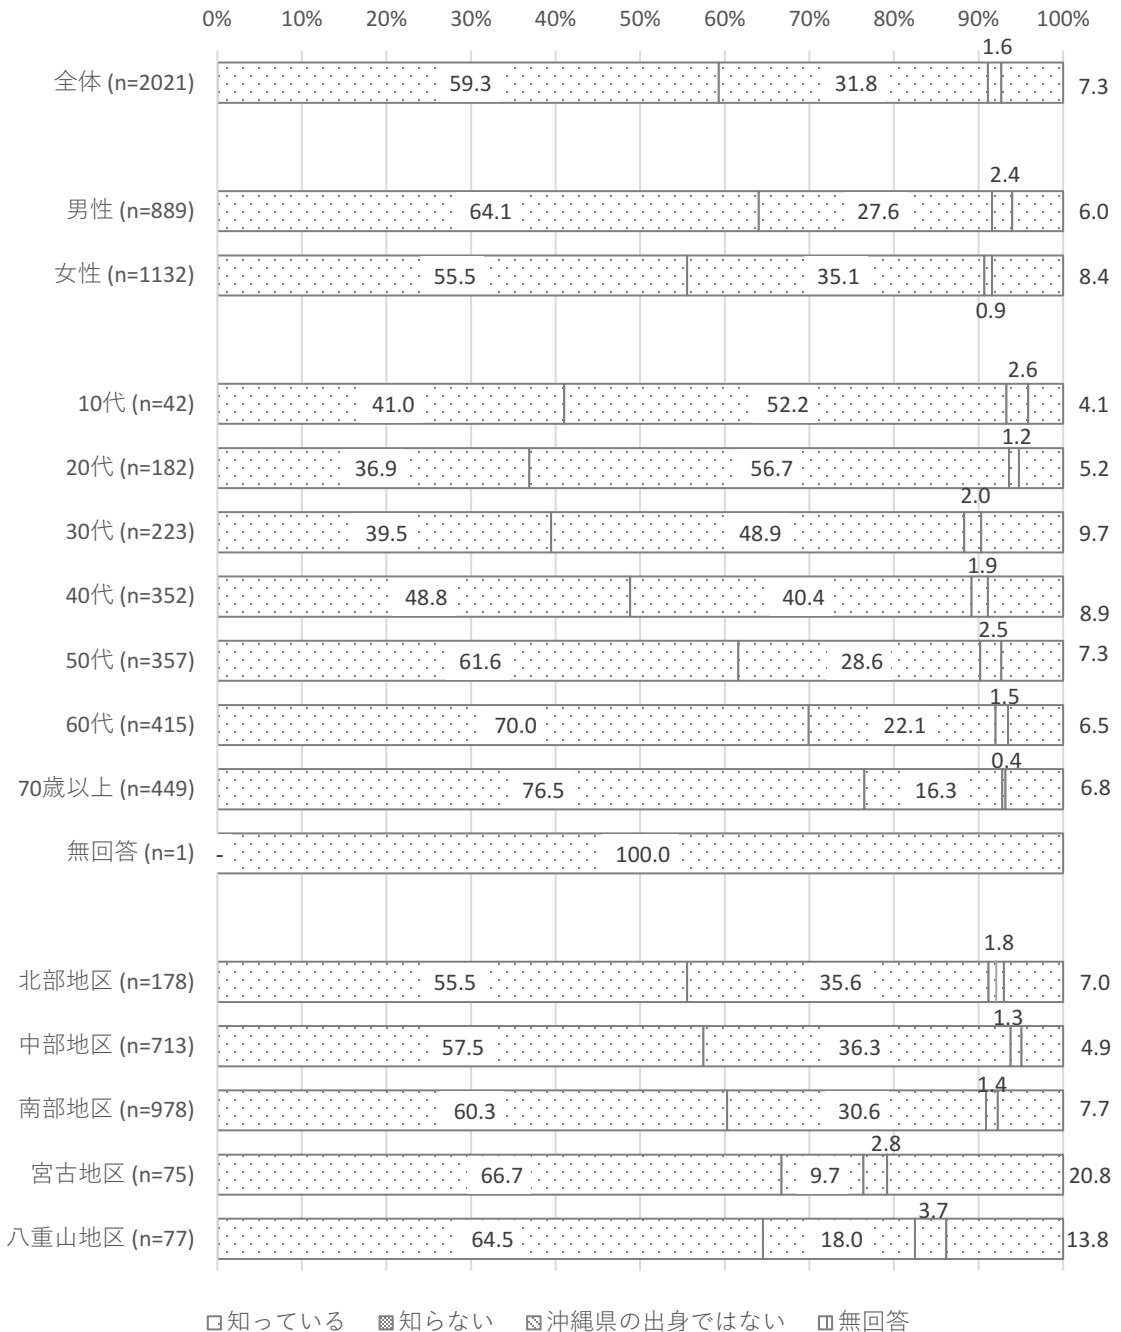 0% 10% 20% 30% 40% 50% 60% 70% 80% 90% 100%
1.6
全体 (n=2021) 59.3 31.8 7.3
2.4
男性 (n=889) 64.1 27.6 6.0
女性 (n=1132) 55.5 35.1 8.4
0.9
2.6
10代 (n=42) 41.0 52.2 4.1
1.2
20代 (n=182) 36.9 56.7 5.2
2.0
30代 (n=223) 39.5 48.9 9.7
1.9
40代 (n=352) 48.8 40.4 8.9
2.5
50代 (n=357) 61.6 28.6 7.3
1.5
60代 (n=415) 70.0 22.1 6.5
0.4
70歳以上 (n=449) 76.5 16.3 6.8
無回答 (n=1) - 100.0
1.8
北部地区 (n=178) 55.5 35.6 7.0
1.3
中部地区 (n=713) 57.5 36.3 4.9
1.4
南部地区 (n=978) 60.3 30.6 7.7
2.8
宮古地区 (n=75) 66.7 9.7 20.8
3.7
八重山地区 (n=77) 64.5 18.0 13.8
知っている 知らない 沖縄県の出身ではない 無回答